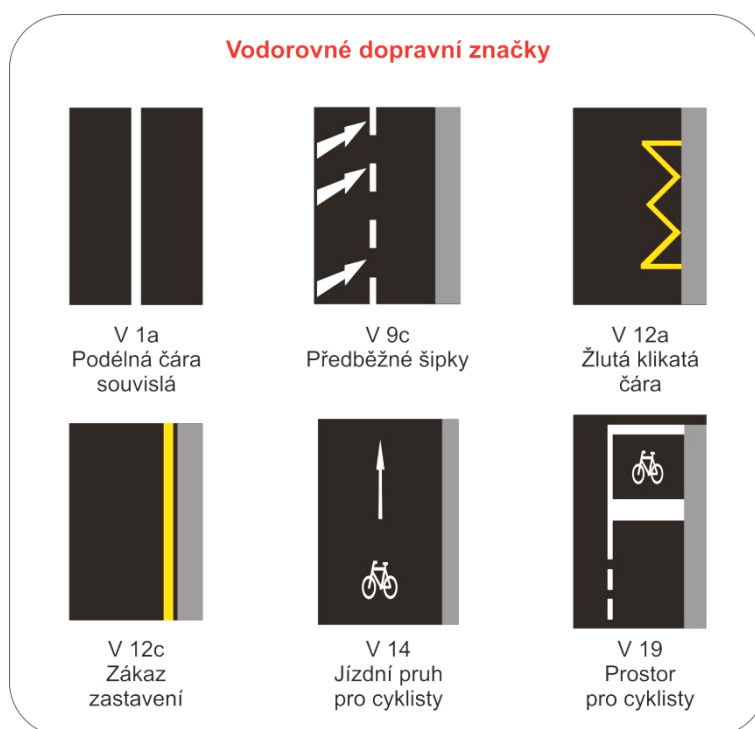 Vodorovné dopravní značky
V 1a
Podélná čára
souvislá
V 9c
Předběžné šipky
V 12a
Žlutá klikatá
čára
V 12c
Zákaz
zastavení
V 14
Jízdní pruh
pro cyklisty
V 19
Prostor
pro cyklisty